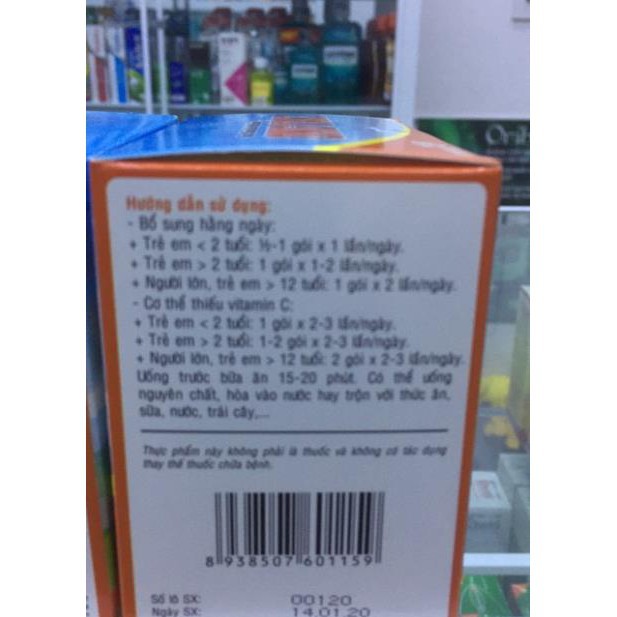 Hướng dẫn sử dụng:
- Bổ sung hàng ngày:
+ Trẻ em < 2 tuổi: ½-1 gói x 1 lần/ngày.
+ Trẻ em > 2 tuổi: 1 gói x 1-2 lần/ngày.
+ Người lớn, trẻ em > 12 tuổi: 1 gói x 2 lần/ngày.
- Cơ thể thiếu vitamin C:
+ Trẻ em < 2 tuổi: 1 gói x 2-3 lần/ngày.
+ Trẻ em > 2 tuổi: 1-2 gói x 2-3 lần/ngày.
+ Người lớn, trẻ em > 12 tuổi: 2 gói x 2-3 lần/ngày.
Uống trước bữa ăn 15-20 phút. Có thể uống
nguyên chất, hòa vào nước hay trộn với thức ăn,
sữa, nước, trái cây,...
Thực phẩm này không phải là thuốc và không có tác dụng
thay thế thuốc chữa bệnh.
8 938507 601159
Số lô SX: 00120
Ngày SX: 14.01.20